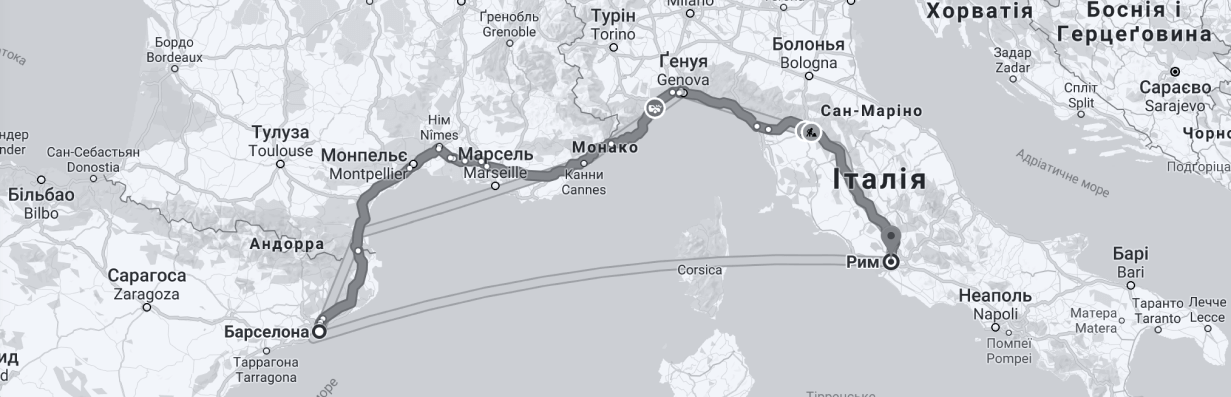 Хорватія
Боснія і
Герцеговина
Ґренобль
Grenoble
Турін
Torino
Milano
Бордо
Bordeaux
Болонья
Bologna
Задар
Zadar
Ґенуя
Genova
Сараєво
Sarajevo
Спліт
Split
Сан-Маріно
Нім
Nîmes
Тулуза
Toulouse
Сан-Себастьян
Donostia
Монпельє
Montpellier
Марсель
Marseille
Монако
Канни
Cannes
Більбао
Bilbo
Італія
Адріатичне море
Андорра
Сарагоса
Zaragoza
Corsica
Рим
Барі
Bari
Неаполь
Napoli
Матера
Matera
Таранто
Taranto
Лечче
Lecce
Помпеї
Pompei
Барселона
Таррагона
Tarragona